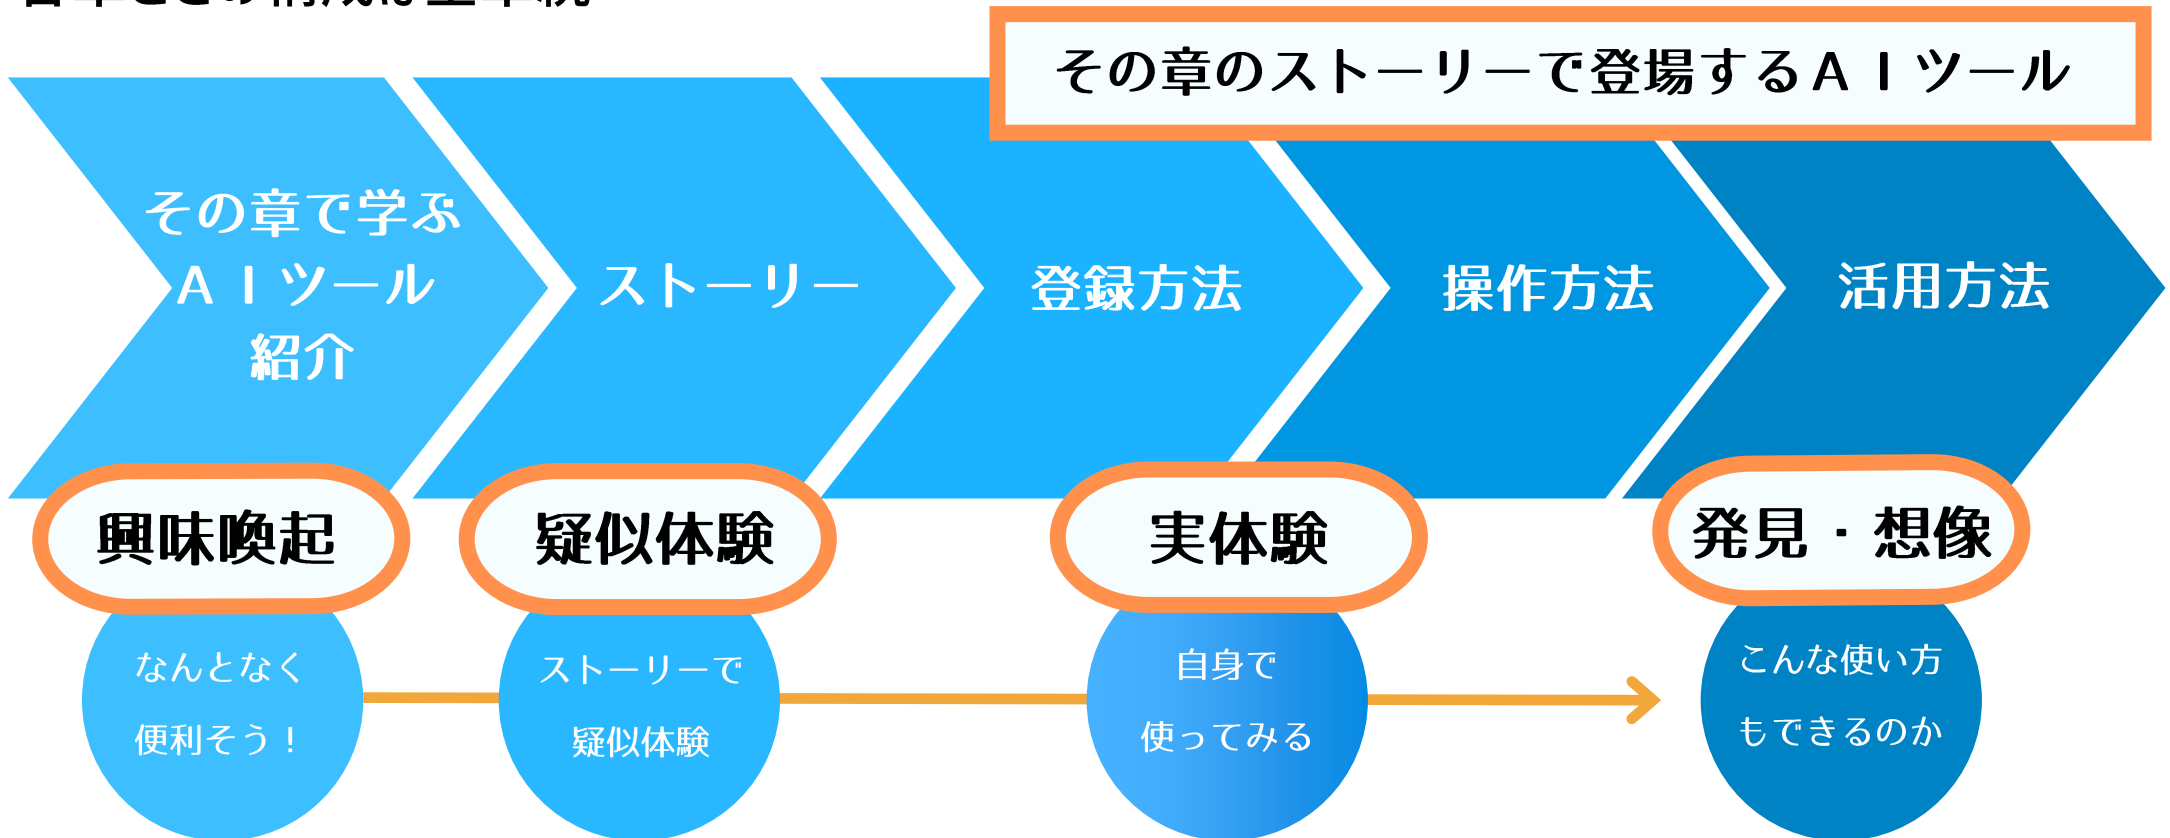 その章のストーリーで登場するＡＩツール
その章で学ぶ
ＡＩツール
紹介
ストーリー
登録方法
操作方法
活用方法
興味喚起
疑似体験
実体験
発見・想像
なんとなく
便利そう！
ストーリーで
疑似体験
自身で
使ってみる
こんな使い方
もできるのか